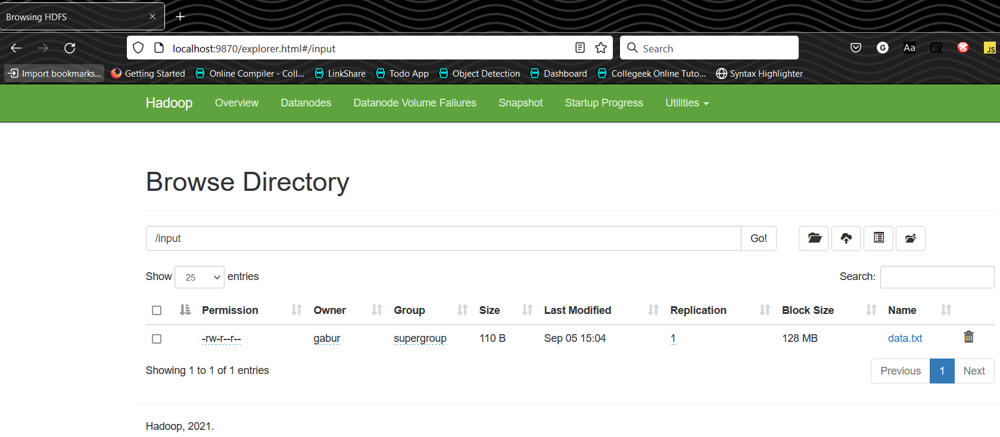 Browsing HDFS
localhost:9870/explorer.html#/input
Search
G
Aa
JS
Import bookmarks...
Getting Started
Online Compiler - Coll...
LinkShare
Todo App
Object Detection
Dashboard
Collegeek Online Tuto...
Syntax Highlighter
Hadoop
Overview
Datanodes
Datanode Volume Failures
Snapshot
Startup Progress
Utilities
Browse Directory
/input
Go!
Show 25 entries
Search:
Permission Owner Group Size Last Modified Replication Block Size Name
-rw-r--r-- gabur supergroup 110 B Sep 05 15:04 1 128 MB data.txt
Showing 1 to 1 of 1 entries
Previous 1 Next
Hadoop, 2021.